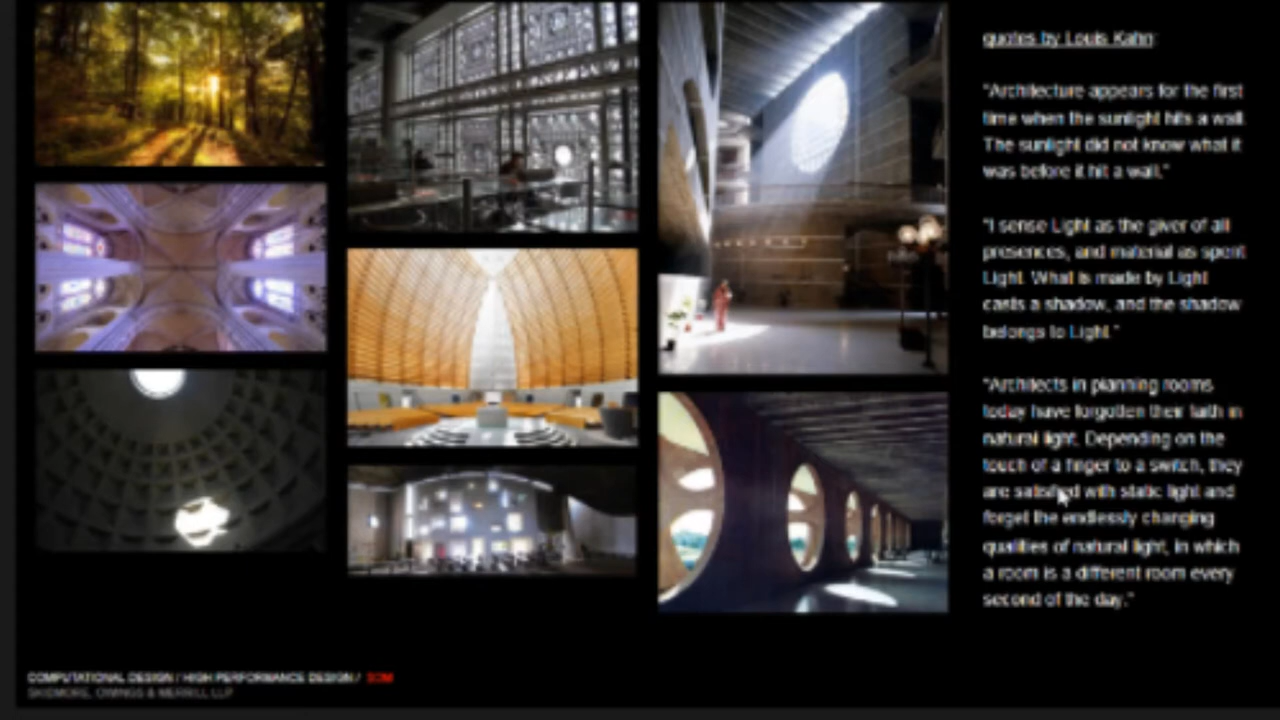 quotes by Louis Kahn:
"Architecture appears for the first
time when the sunlight hits a wall.
The sunlight did not know what it
was before it hit a wall."
"I sense Light as the giver of all
presences, and material as spent
Light. What is made by Light
casts a shadow, and the shadow
belongs to Light."
"Architects in planning rooms
today have forgotten their faith in
natural light. Depending on the
touch of a finger to a switch, they
are satisfied with static light and
forget the endlessly changing
qualities of natural light, in which
a room is a different room every
second of the day."
COMPUTATIONAL DESIGN / HIGH PERFORMANCE DESIGN / SOM
SKIDMORE, OWINGS & MERRILL LLP